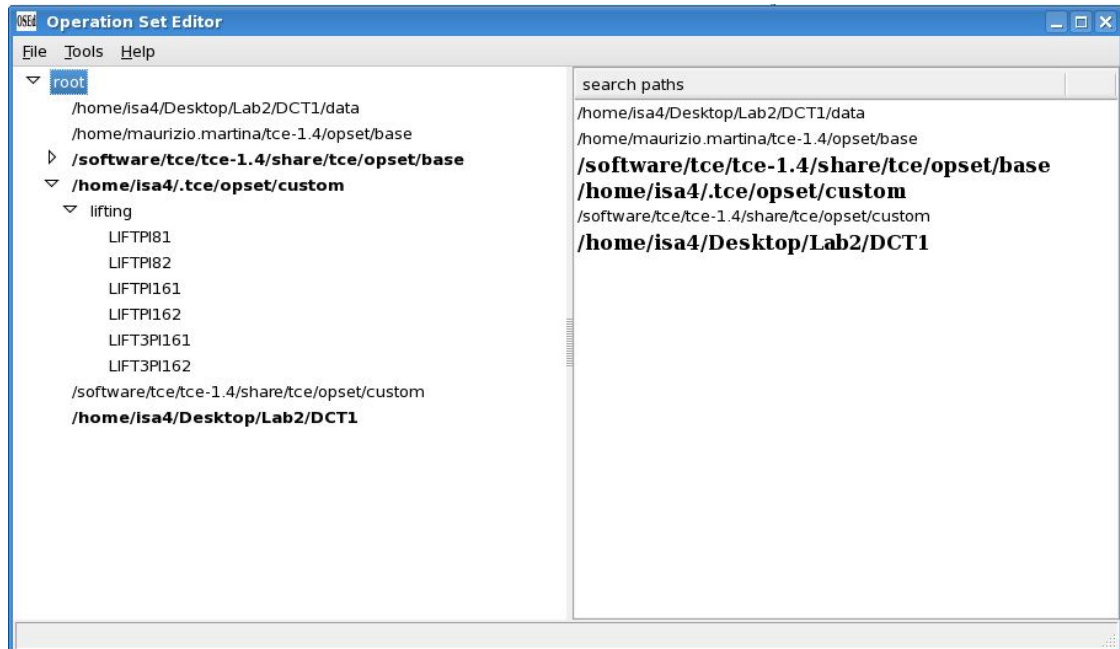 OSEd Operation Set Editor
File Tools Help
root
/home/isa4/Desktop/Lab2/DCT1/data
/home/maurizio.martina/tce-1.4/opset/base
/software/tce/tce-1.4/share/tce/opset/base
/home/isa4/.tce/opset/custom
lifting
LIFTPI81
LIFTPI82
LIFTPI161
LIFTPI162
LIFT3PI161
LIFT3PI162
/software/tce/tce-1.4/share/tce/opset/custom
/home/isa4/Desktop/Lab2/DCT1
search paths
/home/isa4/Desktop/Lab2/DCT1/data
/home/maurizio.martina/tce-1.4/opset/base
/software/tce/tce-1.4/share/tce/opset/base
/home/isa4/.tce/opset/custom
/software/tce/tce-1.4/share/tce/opset/custom
/home/isa4/Desktop/Lab2/DCT1